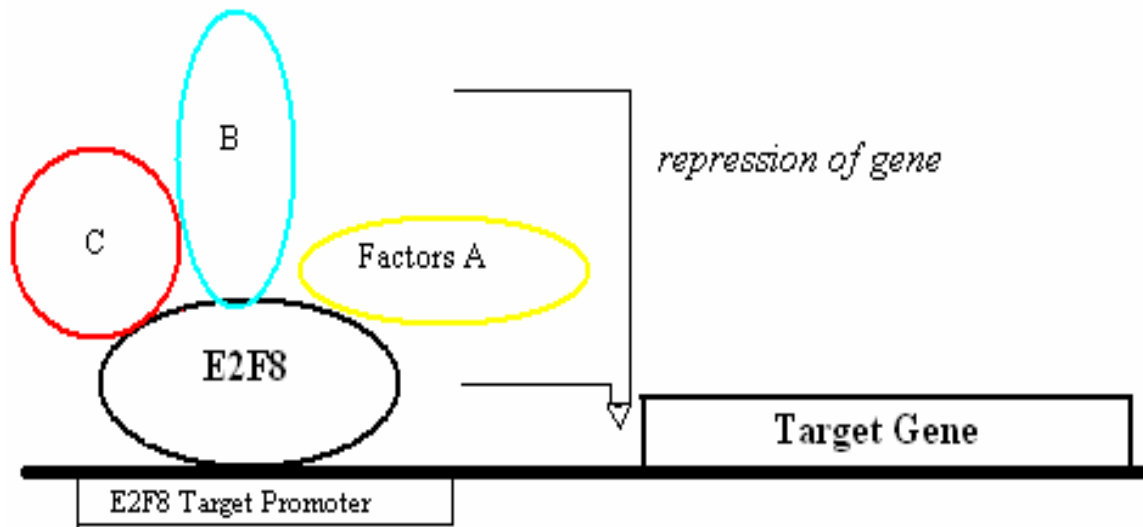 B
repression of gene
C
Factors A
E2F8
Target Gene
E2F8 Target Promoter